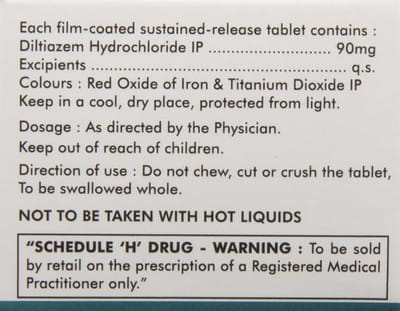 Each film-coated sustained-release tablet contains :
Diltiazem Hydrochloride IP ............................ 90mg
Excipients .......................................................... q.s.
Colours : Red Oxide of Iron & Titanium Dioxide IP
Keep in a cool, dry place, protected from light.
Dosage : As directed by the Physician.
Keep out of reach of children.
Direction of use : Do not chew, cut or crush the tablet,
To be swallowed whole.
NOT TO BE TAKEN WITH HOT LIQUIDS
“SCHEDULE ‘H’ DRUG - WARNING : To be sold
by retail on the prescription of a Registered Medical
Practitioner only.”